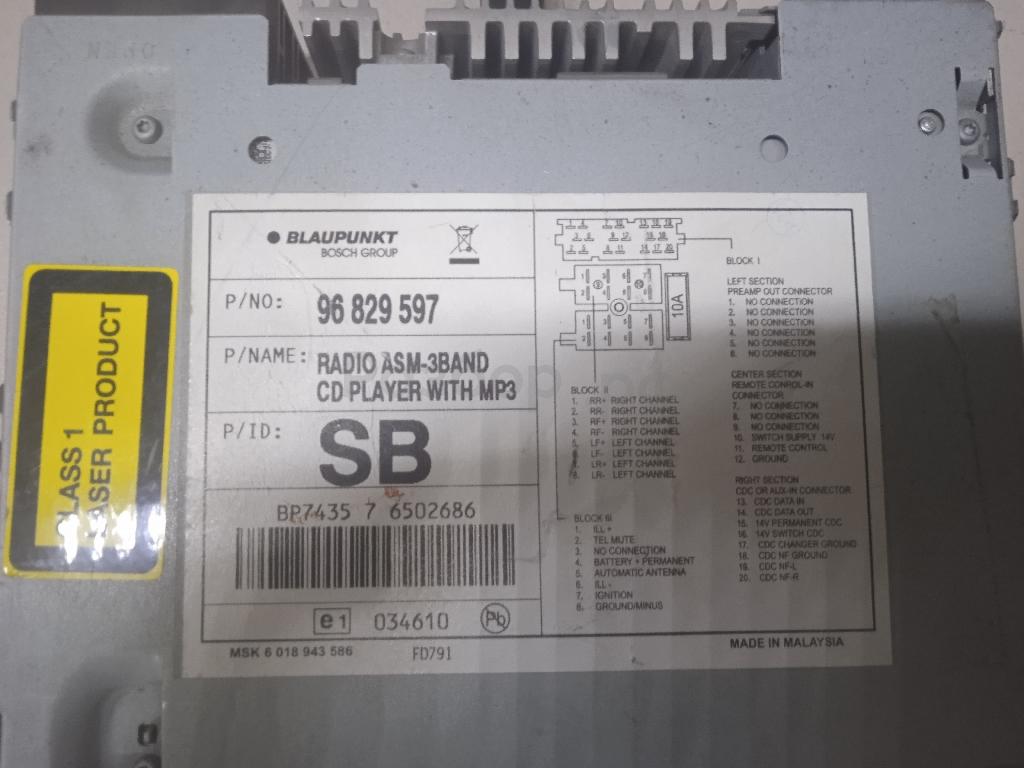 OPEN
BLAUPUNKT
BOSCH GROUP
P/NO: 96 829 597
P/NAME: RADIO ASM-3BAND
CD PLAYER WITH MP3
P/ID: SB
BP7435 7 6502686
e1 034610 Pb
MSK 6 018 943 586 FD791
CLASS 1
LASER PRODUCT
10A
BLOCK I
LEFT SECTION
PREAMP OUT CONNECTOR
1. NO CONNECTION
2. NO CONNECTION
3. NO CONNECTION
4. NO CONNECTION
5. NO CONNECTION
6. NO CONNECTION
CENTER SECTION
REMOTE CONROL-IN
CONNECTOR
7. NO CONNECTION
8. NO CONNECTION
9. NO CONNECTION
10. SWITCH SUPPLY 14V
11. REMOTE CONTROL
12. GROUND
RIGHT SECTION
CDC OR AUX-IN CONNECTOR
13. CDC DATA IN
14. CDC DATA OUT
15. 14V PERMANENT CDC
16. 14V SWITCH CDC
17. CDC CHANGER GROUND
18. CDC NF GROUND
19. CDC NF-L
20. CDC NF-R
BLOCK II
1. RR+ RIGHT CHANNEL
2. RR- RIGHT CHANNEL
3. RF+ RIGHT CHANNEL
4. RF- RIGHT CHANNEL
5. LF+ LEFT CHANNEL
6. LF- LEFT CHANNEL
7. LR+ LEFT CHANNEL
8. LR- LEFT CHANNEL
BLOCK III
1. ILL+
2. TEL MUTE
3. NO CONNECTION
4. BATTERY + PERMANENT
5. AUTOMATIC ANTENNA
6. ILL-
7. IGNITION
8. GROUND/MINUS
MADE IN MALAYSIA